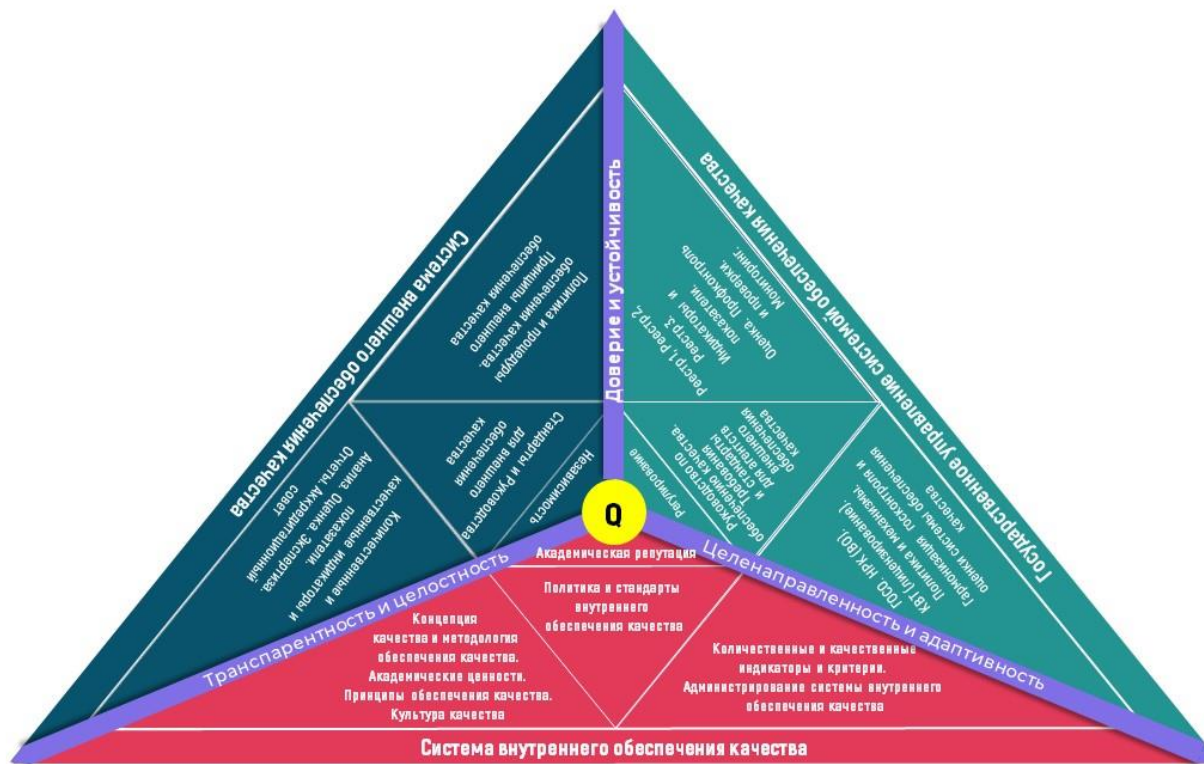 Доверие и устойчивость
Система внешнего обеспечения качества
Политика и процедуры
обеспечения качества.
Принципы внешнего
обеспечения качества
Стандарты и Руководства
для внешнего
обеспечения
качества
Независимость
Количественные и
качественные индикаторы и
показатели.
Анализ. Оценка. Экспертиза.
Отчеты. Аккредитационный
совет
Государственное управление системой обеспечения качества
Реестр 1, Реестр 2,
Реестр 3.
Индикаторы и
показатели.
Оценка. Профконтроль
и проверки.
Мониторинг.
Руководство по
обеспечению качества.
Требования
и стандарты
для агентств
внешнего
обеспечения
качества
Регулирование
ГОСО, НРК (ВО),
КВТ (лицензирование),
Политика и механизмы.
Гармонизация госконтроля и
оценки системы обеспечения
качества
Q
Транспарентность и целостность
Целенаправленность и адаптивность
Академическая репутация
Политика и стандарты
внутреннего
обеспечения качества
Концепция
качества и методология
обеспечения качества.
Академические ценности.
Принципы обеспечения качества.
Культура качества
Количественные и качественные
индикаторы и критерии.
Администрирование системы внутреннего
обеспечения качества
Система внутреннего обеспечения качества